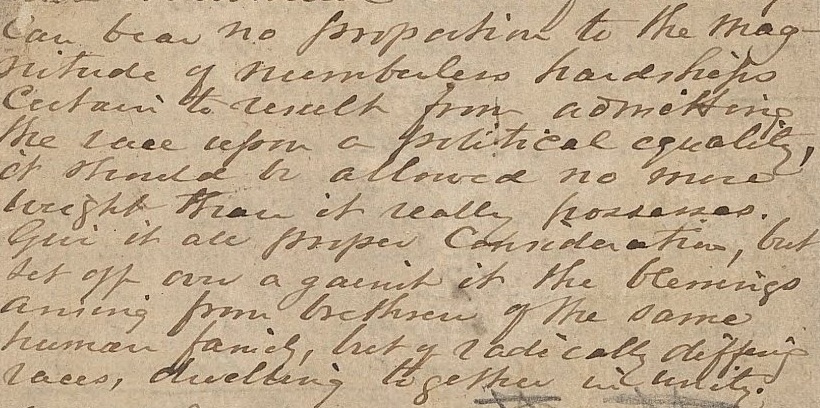 can bear no proportion to the mag-
nitude of numberless hardships
certain to result from admitting
the race upon a political equality,
it should be allowed no more
weight than it really possesses.
Give it all proper consideration, but
set off over against it the blessings
arising from brethren of the same
human family, but of radically differing
races, dwelling together in unity.